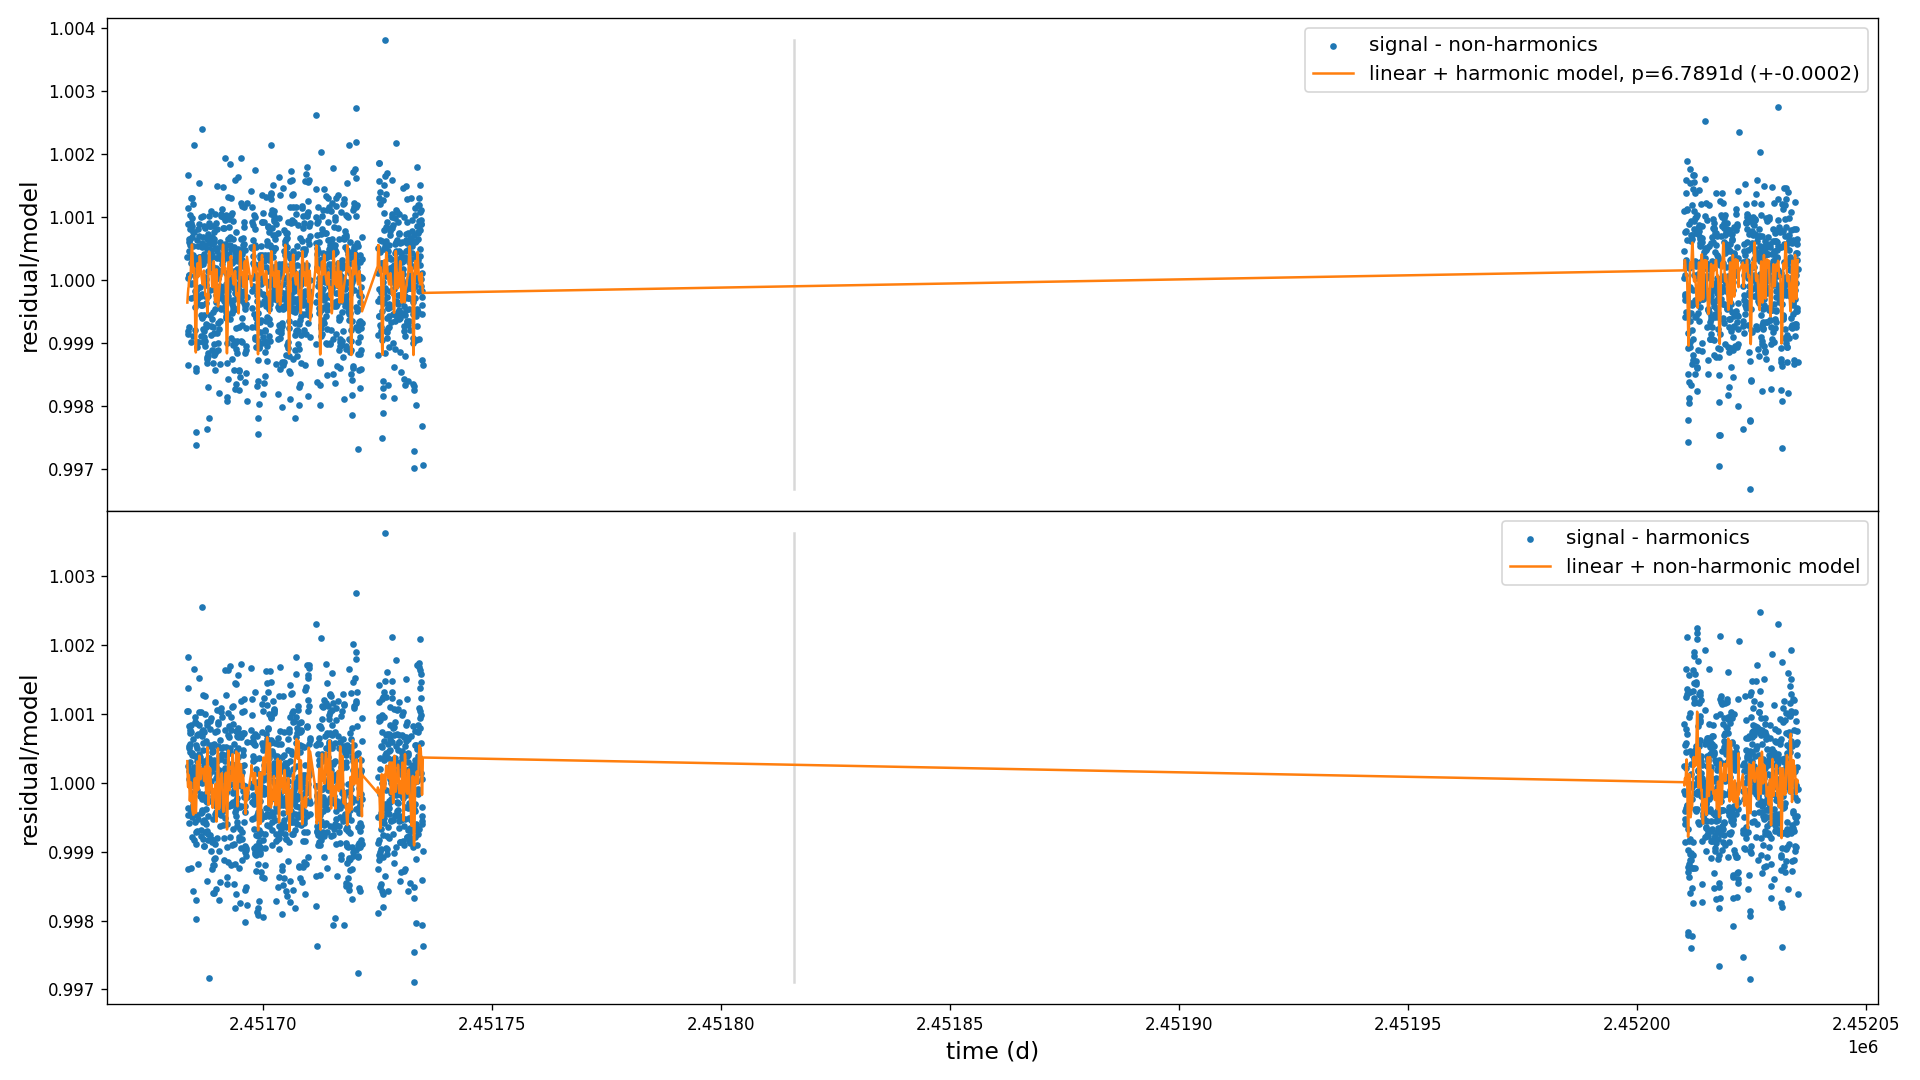 signal - non-harmonics
linear + harmonic model, p=6.7891d (+-0.0002)
1.004
1.003
1.002
1.001
1.000
0.999
0.998
0.997
residual/model
signal - harmonics
linear + non-harmonic model
1.003
1.002
1.001
1.000
0.999
0.998
0.997
residual/model
2.45170 2.45175 2.45180 2.45185 2.45190 2.45195 2.45200 2.45205
1e6
time (d)